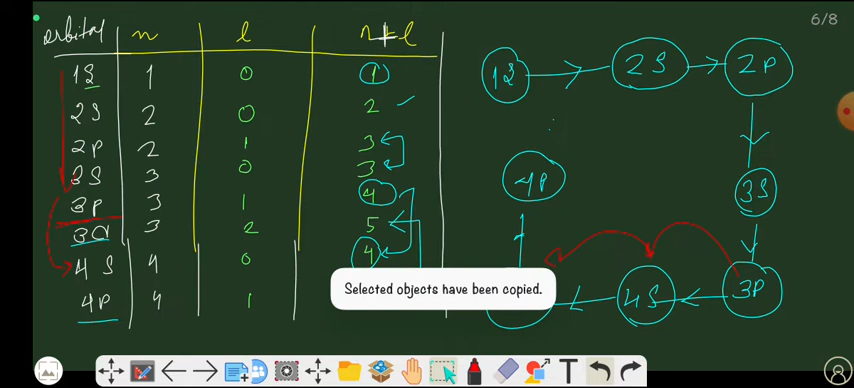 6/8
orbital n l n+l
1S 1 0 1
2S 2 0 2
2P 2 1 3
3S 3 0 3
3P 3 1 4
3d 3 2 5
4S 4 0 4
4P 4 1
1S 2S 2P
4P 3S
4S 3P
Selected objects have been copied.
T